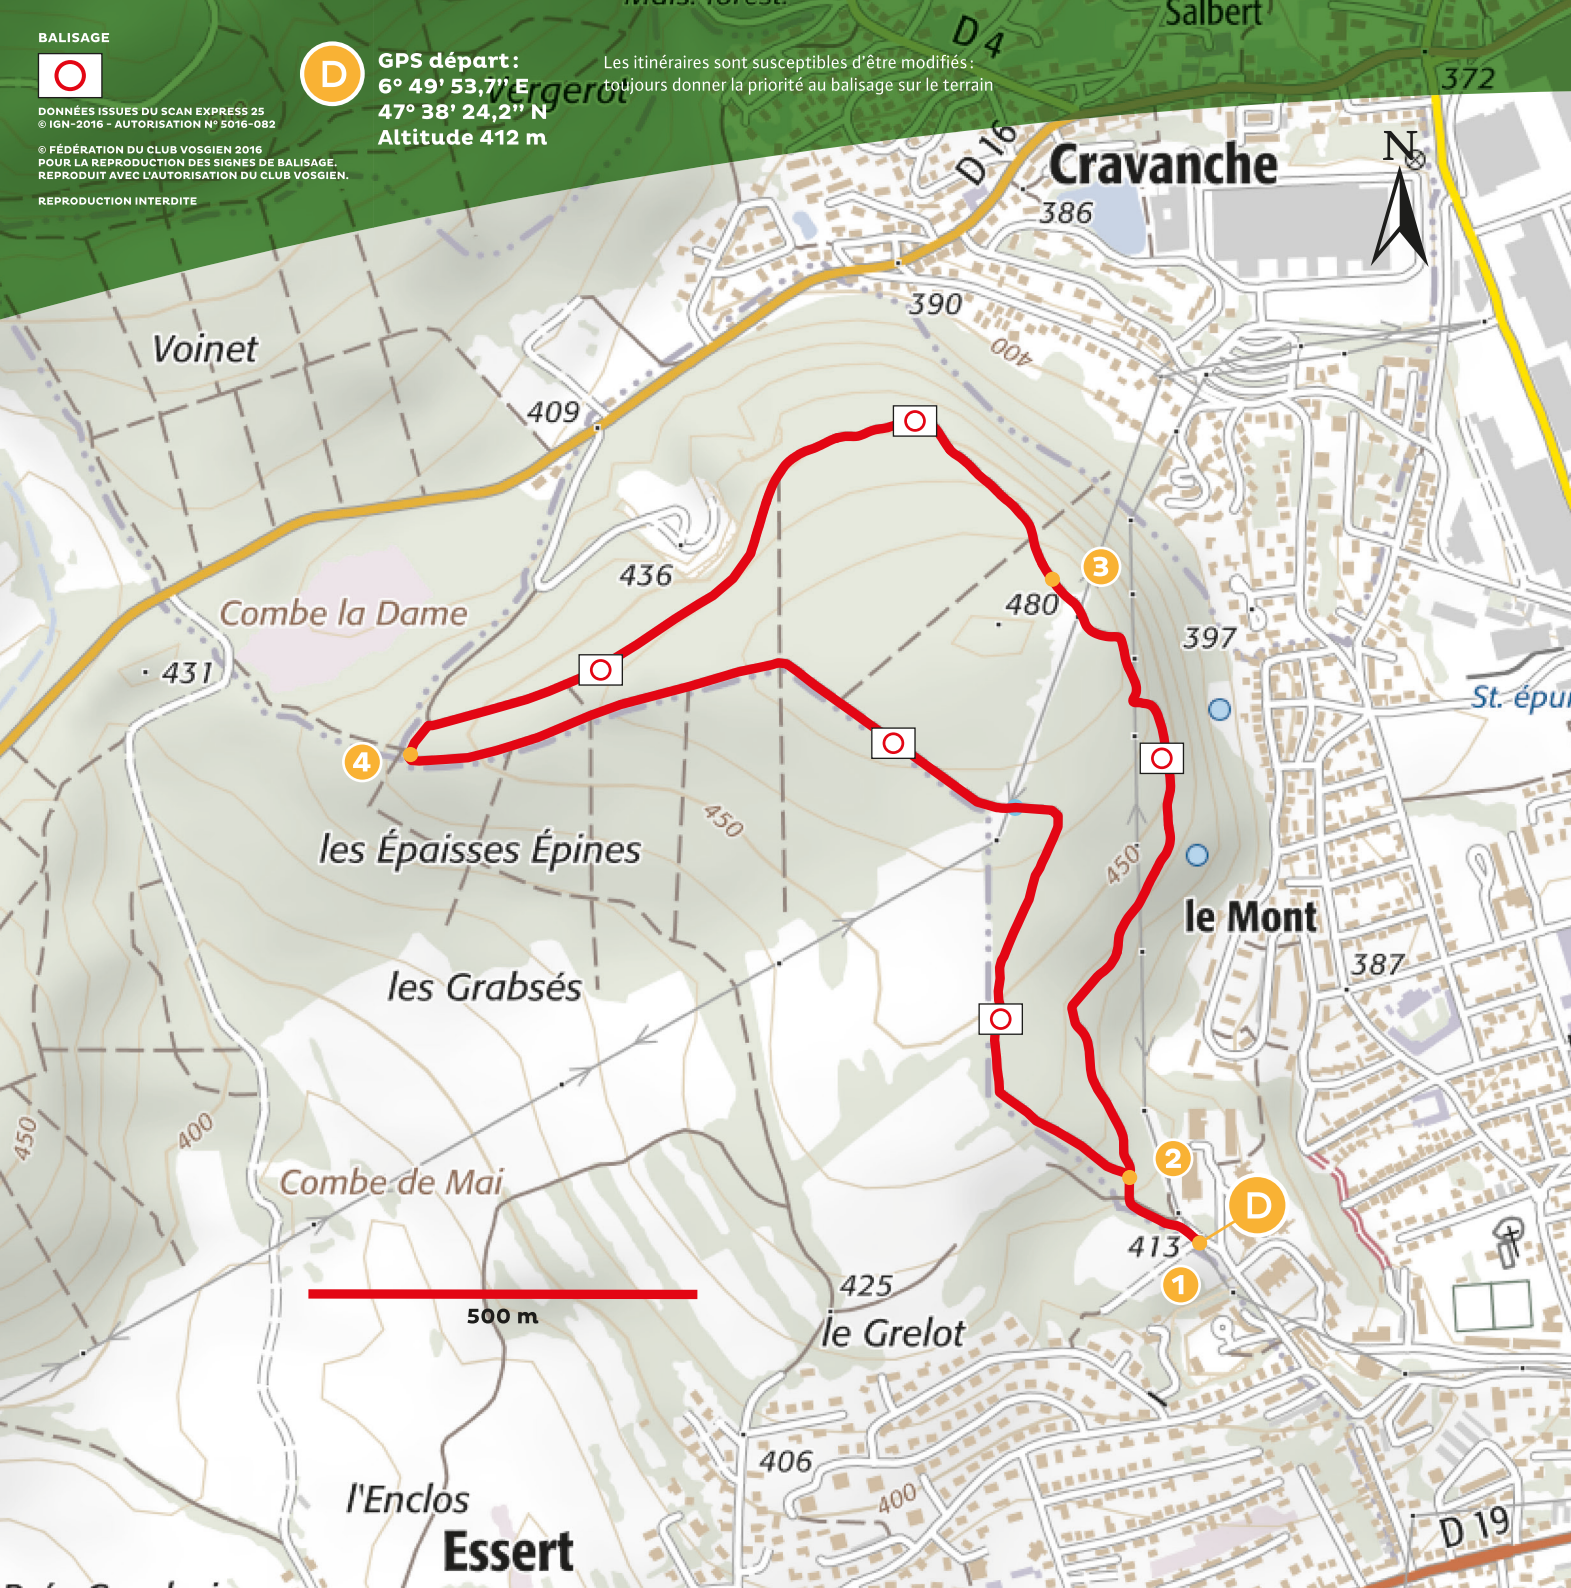 Salbert
D 4
BALISAGE
D
GPS départ :
6° 49' 53,7'' E
47° 38' 24,2'' N
Altitude 412 m
Vergerot
Les itinéraires sont susceptibles d'être modifiés :
toujours donner la priorité au balisage sur le terrain
372
DONNÉES ISSUES DU SCAN EXPRESS 25
© IGN-2016 - AUTORISATION N° 5016-082
© FÉDÉRATION DU CLUB VOSGIEN 2016
POUR LA REPRODUCTION DES SIGNES DE BALISAGE.
REPRODUIT AVEC L'AUTORISATION DU CLUB VOSGIEN.
REPRODUCTION INTERDITE
D 16
Cravanche
N
386
390
400
Voinet
409
436
3
480
397
Combe la Dame
431
St. épur
4
450
les Épaisses Épines
450
le Mont
387
les Grabsés
450
400
2
Combe de Mai
D
413
1
425
500 m
le Grelot
406
400
l'Enclos
D 19
Essert